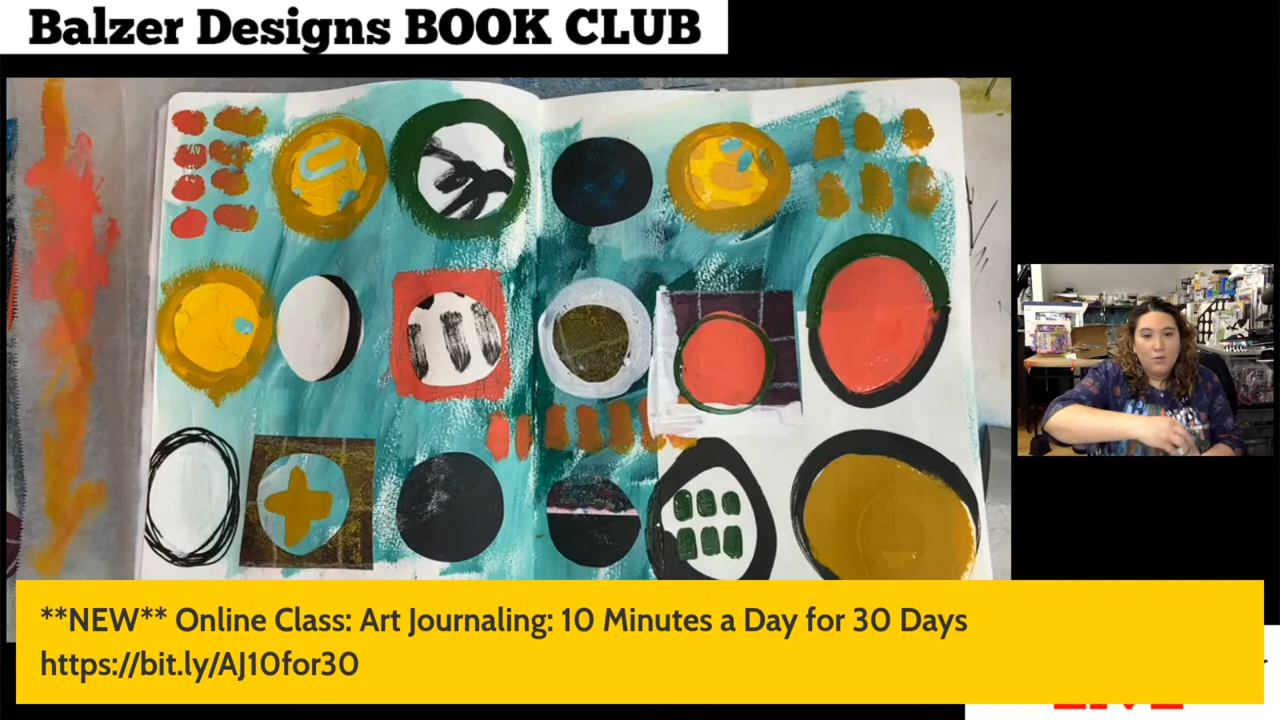 Balzer Designs BOOK CLUB
**NEW** Online Class: Art Journaling: 10 Minutes a Day for 30 Days
https://bit.ly/AJ10for30